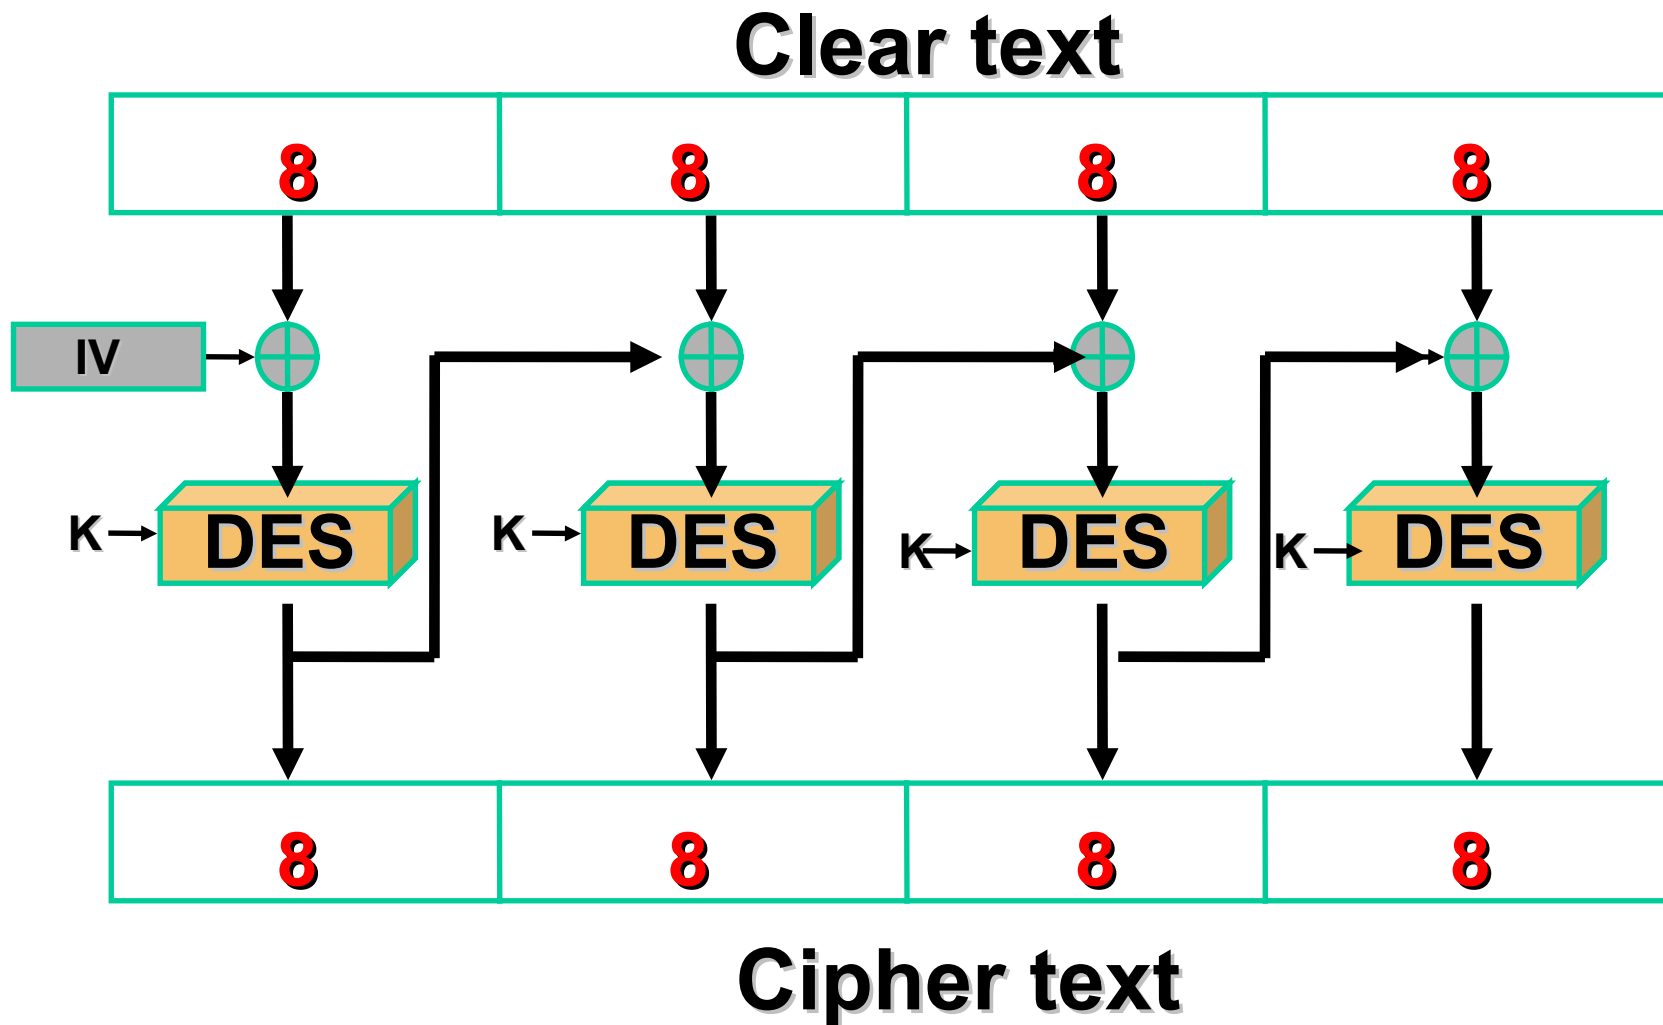 Clear text
8 8 8 8
IV
K DES K DES K DES K DES
8 8 8 8
Cipher text